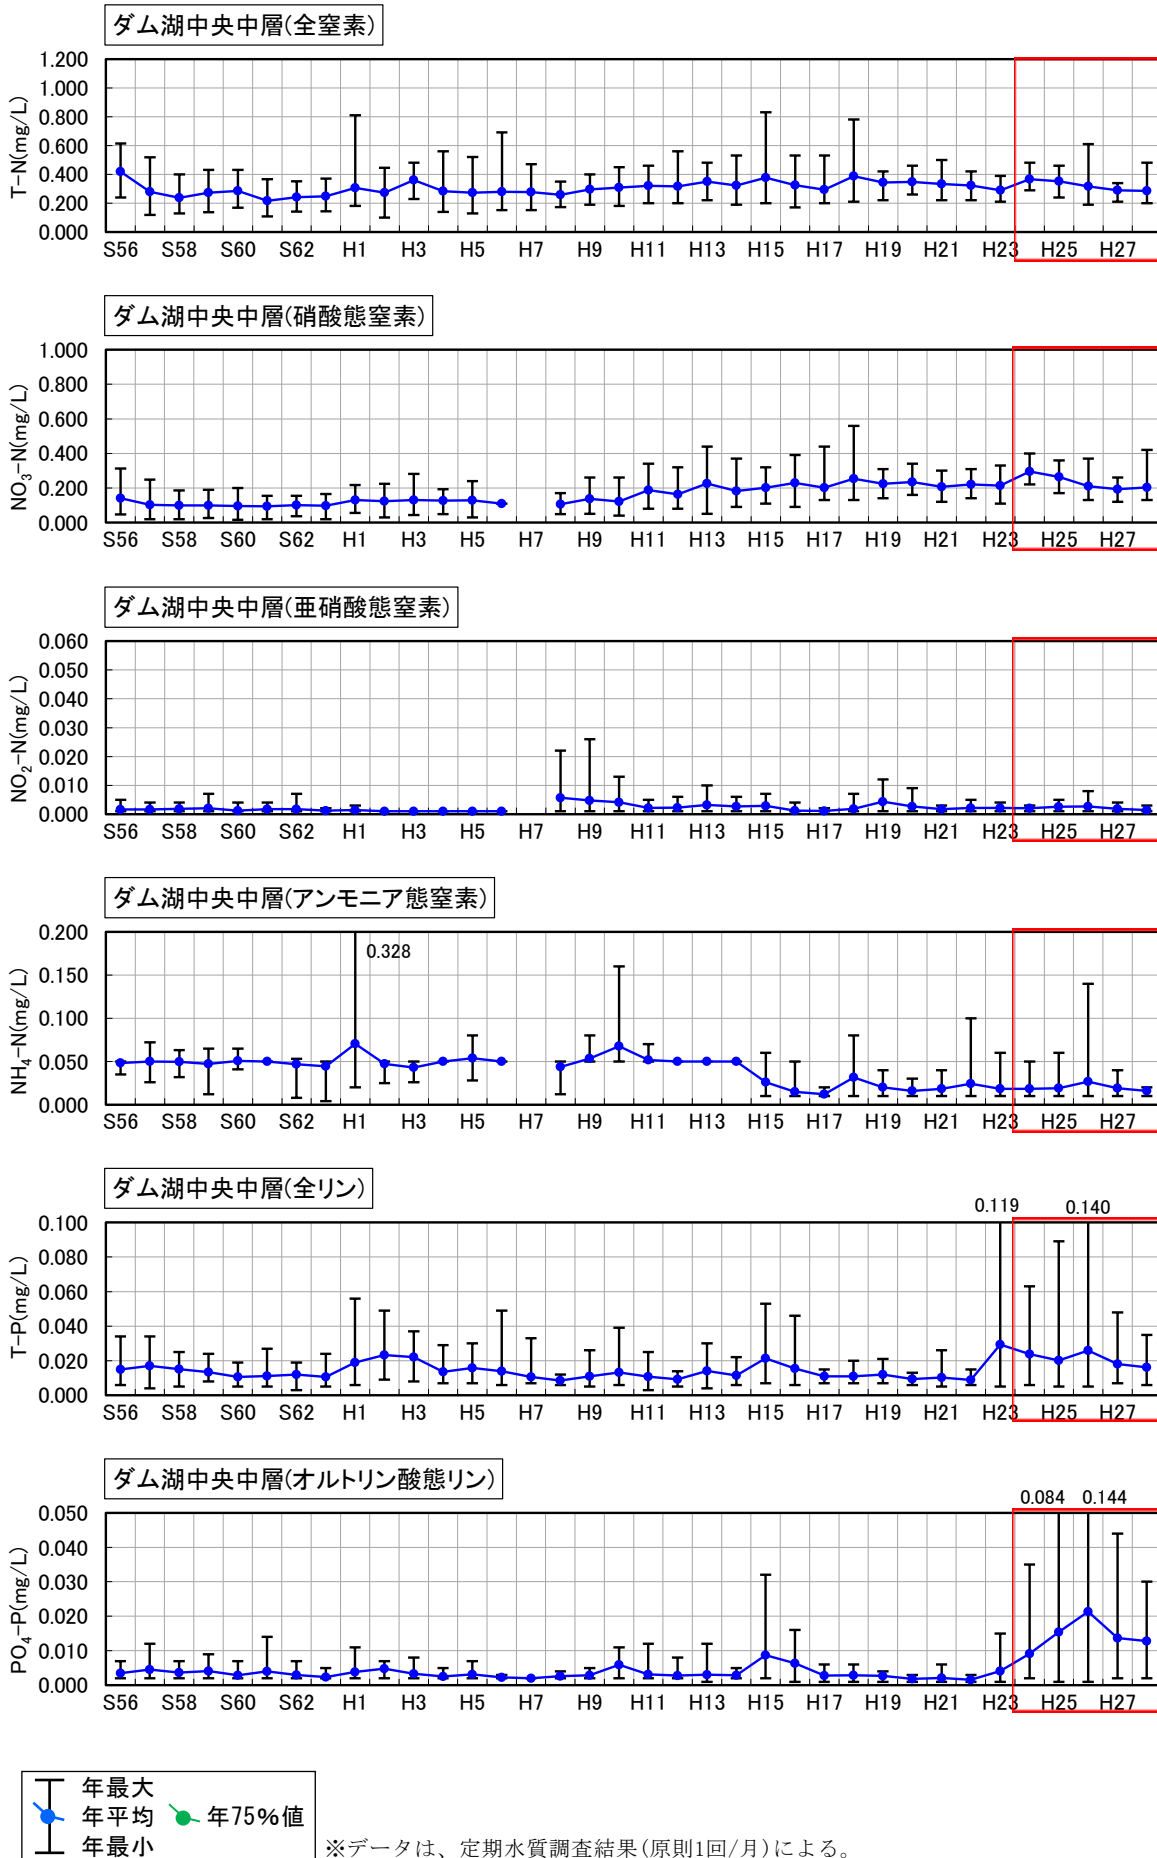 ダム湖中央中層(全窒素)
T-N(mg/L)
1.200
1.000
0.800
0.600
0.400
0.200
0.000
S56 S58 S60 S62 H1 H3 H5 H7 H9 H11 H13 H15 H17 H19 H21 H23 H25 H27
ダム湖中央中層(硝酸態窒素)
NO₃-N(mg/L)
1.000
0.800
0.600
0.400
0.200
0.000
S56 S58 S60 S62 H1 H3 H5 H7 H9 H11 H13 H15 H17 H19 H21 H23 H25 H27
ダム湖中央中層(亜硝酸態窒素)
NO₂-N(mg/L)
0.060
0.050
0.040
0.030
0.020
0.010
0.000
S56 S58 S60 S62 H1 H3 H5 H7 H9 H11 H13 H15 H17 H19 H21 H23 H25 H27
ダム湖中央中層(アンモニア態窒素)
NH₄-N(mg/L)
0.200
0.150
0.100
0.050
0.000
0.328
S56 S58 S60 S62 H1 H3 H5 H7 H9 H11 H13 H15 H17 H19 H21 H23 H25 H27
ダム湖中央中層(全リン)
0.119 0.140
T-P(mg/L)
0.100
0.080
0.060
0.040
0.020
0.000
S56 S58 S60 S62 H1 H3 H5 H7 H9 H11 H13 H15 H17 H19 H21 H23 H25 H27
ダム湖中央中層(オルトリン酸態リン)
0.084 0.144
PO₄-P(mg/L)
0.050
0.040
0.030
0.020
0.010
0.000
S56 S58 S60 S62 H1 H3 H5 H7 H9 H11 H13 H15 H17 H19 H21 H23 H25 H27
年最大
年平均 年75%値
年最小
※データは、定期水質調査結果(原則1回/月)による。